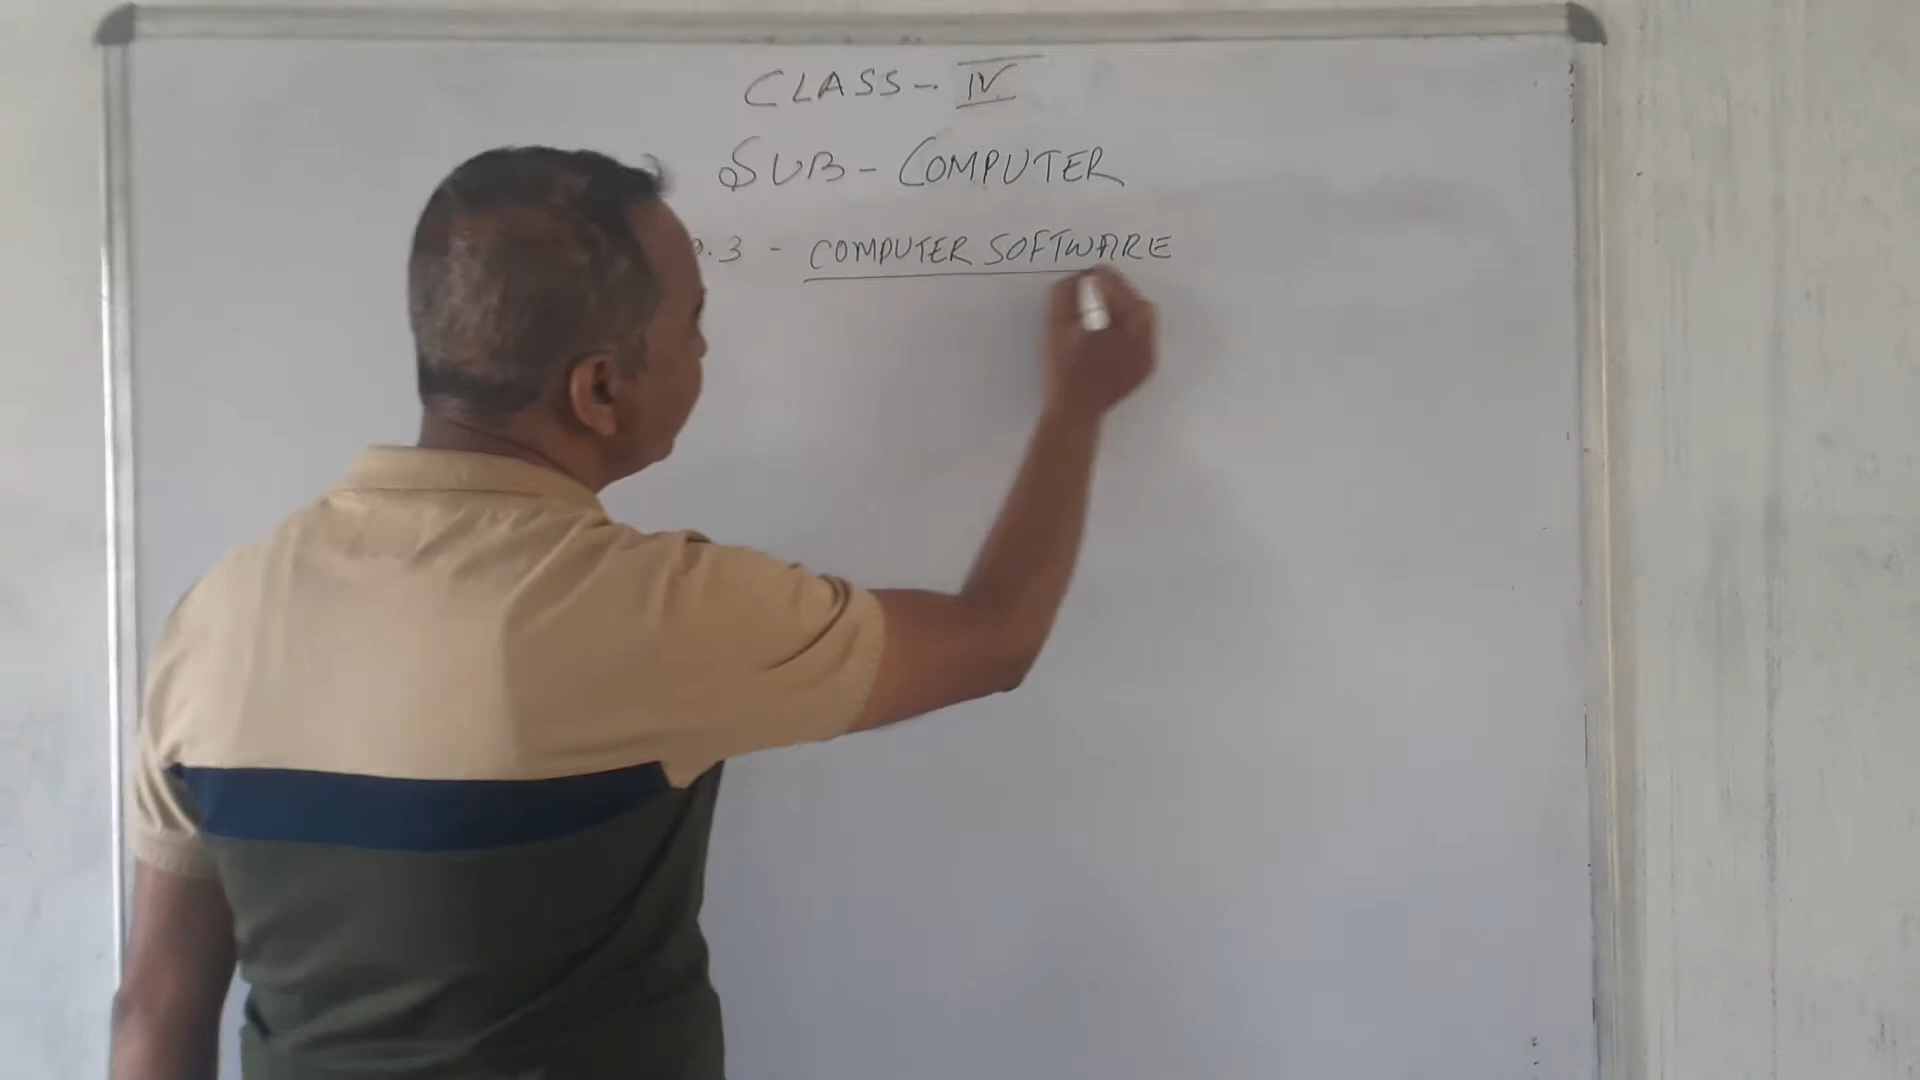 CLASS - IV
SUB - COMPUTER
.3 - COMPUTER SOFTWARE